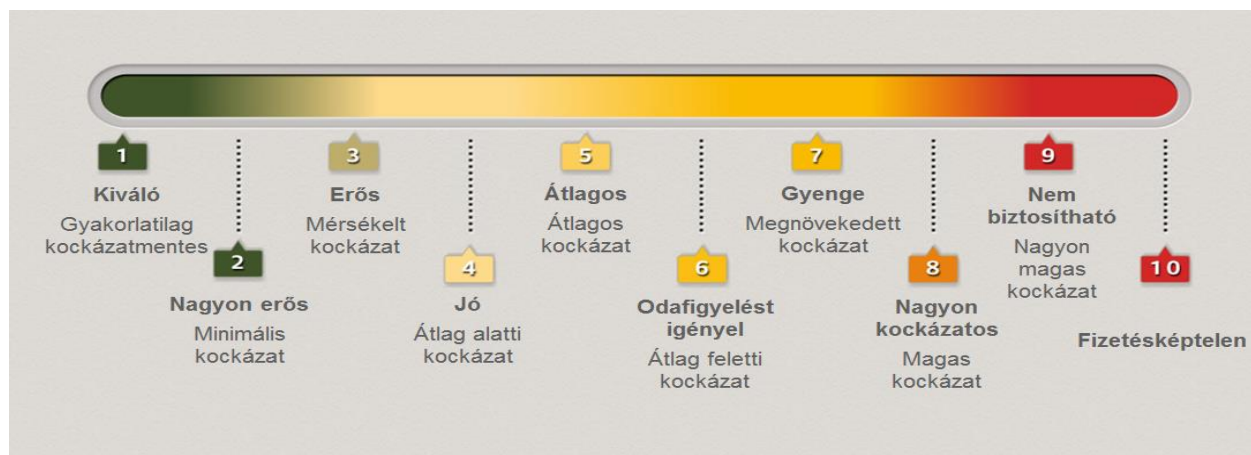 1
Kiváló
Gyakorlatilag
kockázatmentes
2
Nagyon erős
Minimális
kockázat
3
Erős
Mérsékelt
kockázat
4
Jó
Átlag alatti
kockázat
5
Átlagos
Átlagos
kockázat
6
Odafigyelést
igényel
Átlag feletti
kockázat
7
Gyenge
Megnövekedett
kockázat
8
Nagyon
kockázatos
Magas
kockázat
9
Nem
biztosítható
Nagyon
magas
kockázat
10
Fizetésképtelen